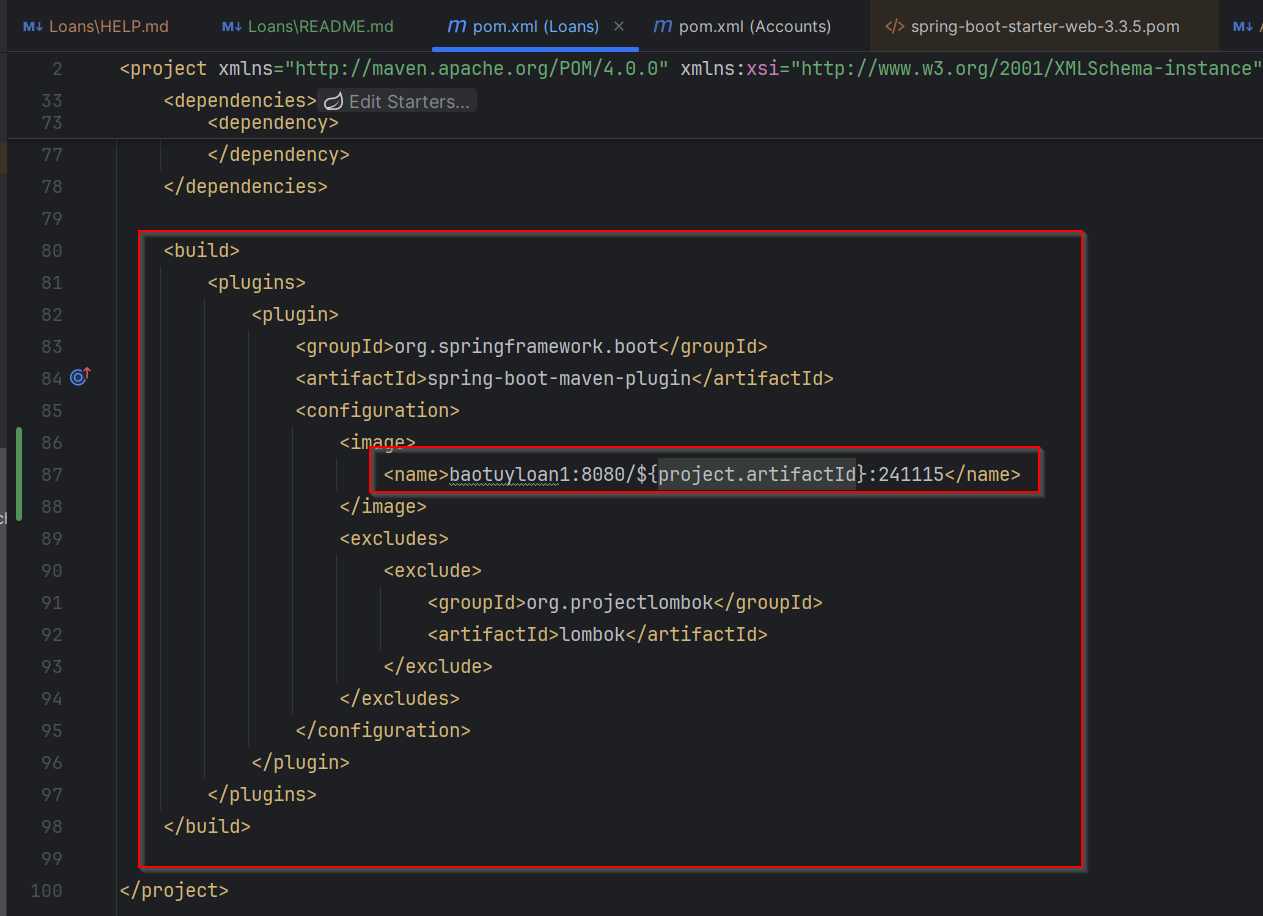 M↓ Loans\HELP.md M↓ Loans\README.md m pom.xml (Loans) × m pom.xml (Accounts) </> spring-boot-starter-web-3.3.5.pom M↓
2 <project xmlns="http://maven.apache.org/POM/4.0.0" xmlns:xsi="http://www.w3.org/2001/XMLSchema-instance"
33 <dependencies> Edit Starters...
73 <dependency>
77 </dependency>
78 </dependencies>
79
80 <build>
81 <plugins>
82 <plugin>
83 <groupId>org.springframework.boot</groupId>
84 <artifactId>spring-boot-maven-plugin</artifactId>
85 <configuration>
86 <image>
87 <name>baotuyloan1:8080/${project.artifactId}:241115</name>
88 </image>
89 <excludes>
90 <exclude>
91 <groupId>org.projectlombok</groupId>
92 <artifactId>lombok</artifactId>
93 </exclude>
94 </excludes>
95 </configuration>
96 </plugin>
97 </plugins>
98 </build>
99
100 </project>